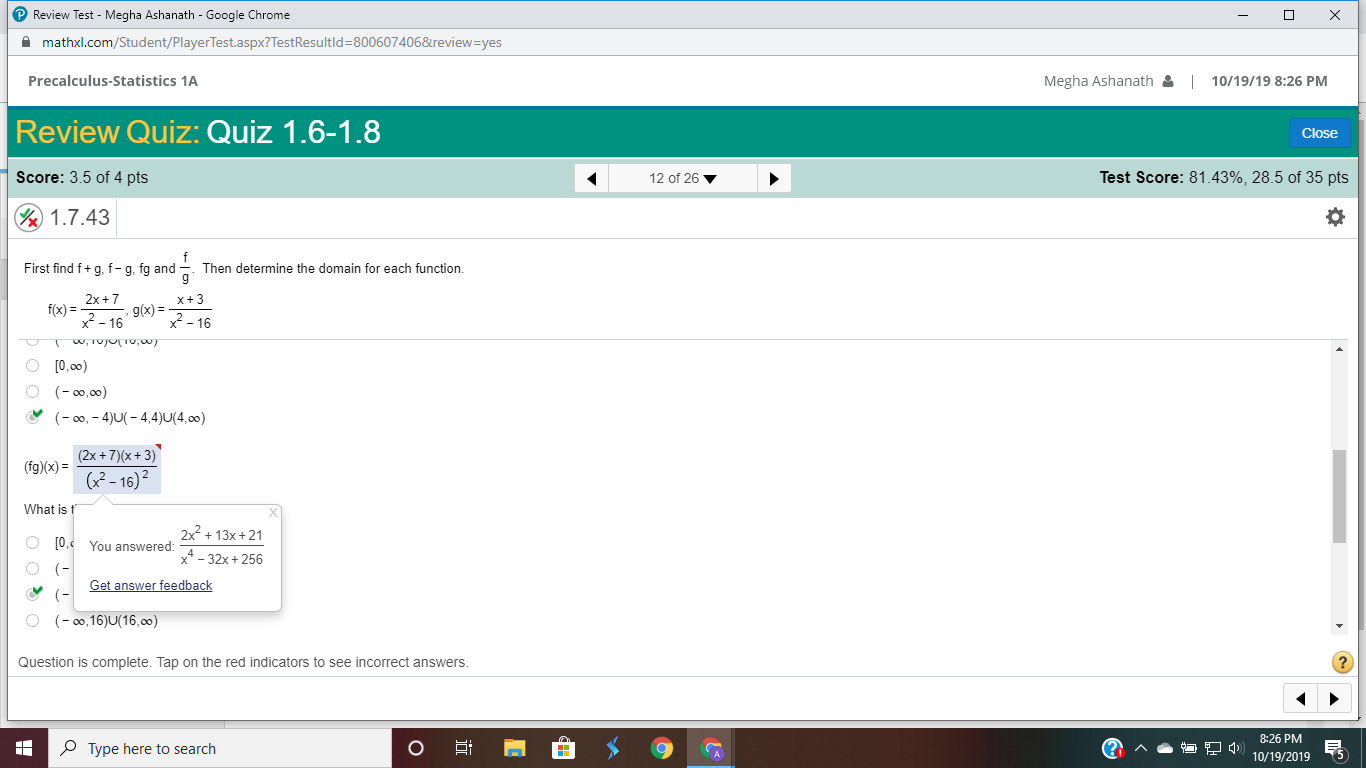 Review Test - Megha Ashanath - Google Chrome
mathxl.com/Student/PlayerTest.aspx?TestResultId=800607406&review=yes
Precalculus-Statistics 1A
Megha Ashanath | 10/19/19 8:26 PM
Review Quiz: Quiz 1.6-1.8
Close
Score: 3.5 of 4 pts
12 of 26
Test Score: 81.43%, 28.5 of 35 pts
1.7.43
First find f + g, f − g, fg and f/g. Then determine the domain for each function.
f(x) = (2x + 7)/(x² − 16), g(x) = (x + 3)/(x² − 16)
[0,∞)
( − ∞,∞)
( − ∞, − 4)∪( − 4,4)∪(4,∞)
(fg)(x) = (2x + 7)(x + 3)/(x² − 16)²
What is
x
You answered: (2x² + 13x + 21)/(x⁴ − 32x + 256)
Get answer feedback
[0,
( −
( −
( − ∞,16)∪(16,∞)
Question is complete. Tap on the red indicators to see incorrect answers.
?
Type here to search
A
8:26 PM
10/19/2019
5